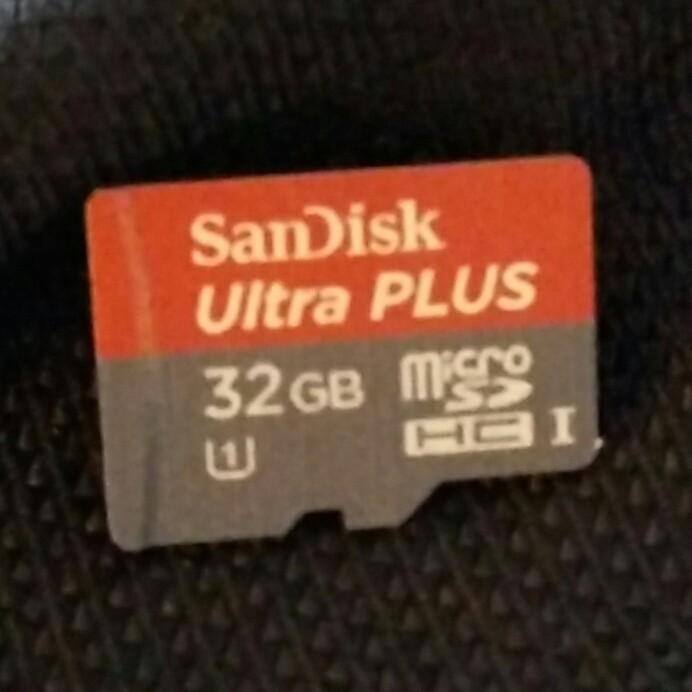 SanDisk
Ultra PLUS
32GB
micro
SD
HC I
1